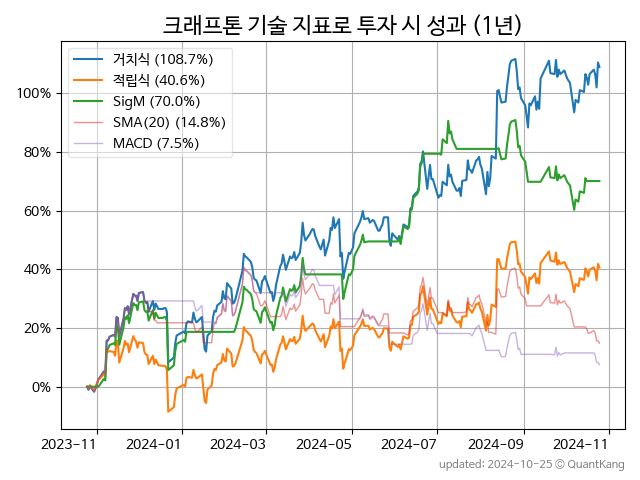 크래프톤 기술 지표로 투자 시 성과 (1년)
거치식 (108.7%)
적립식 (40.6%)
SigM (70.0%)
SMA(20) (14.8%)
MACD (7.5%)
100%
80%
60%
40%
20%
0%
2023-11 2024-01 2024-03 2024-05 2024-07 2024-09 2024-11
updated: 2024-10-25 © QuantKang